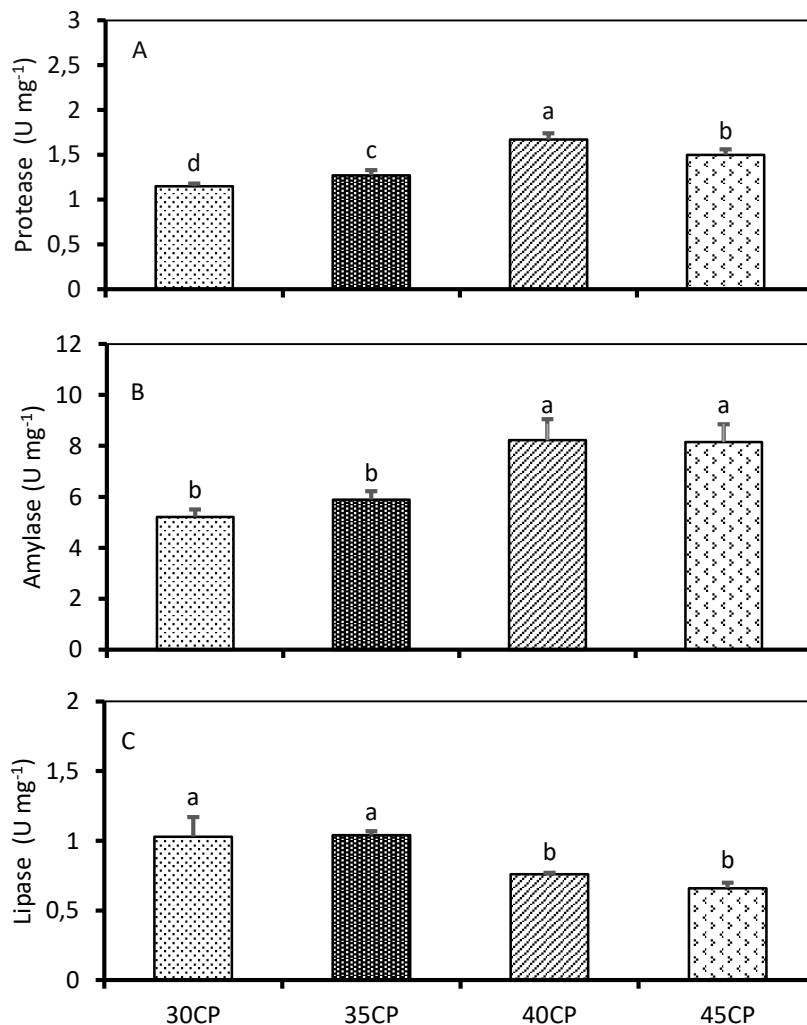 3
2,5
2
1,5
1
0,5
0
Protease (U mg-1)
A
d
c
a
b
12
10
8
6
4
2
0
Amylase (U mg-1)
B
b
b
a
a
2
1,5
1
0,5
0
Lipase (U mg-1)
C
a
a
b
b
30CP 35CP 40CP 45CP